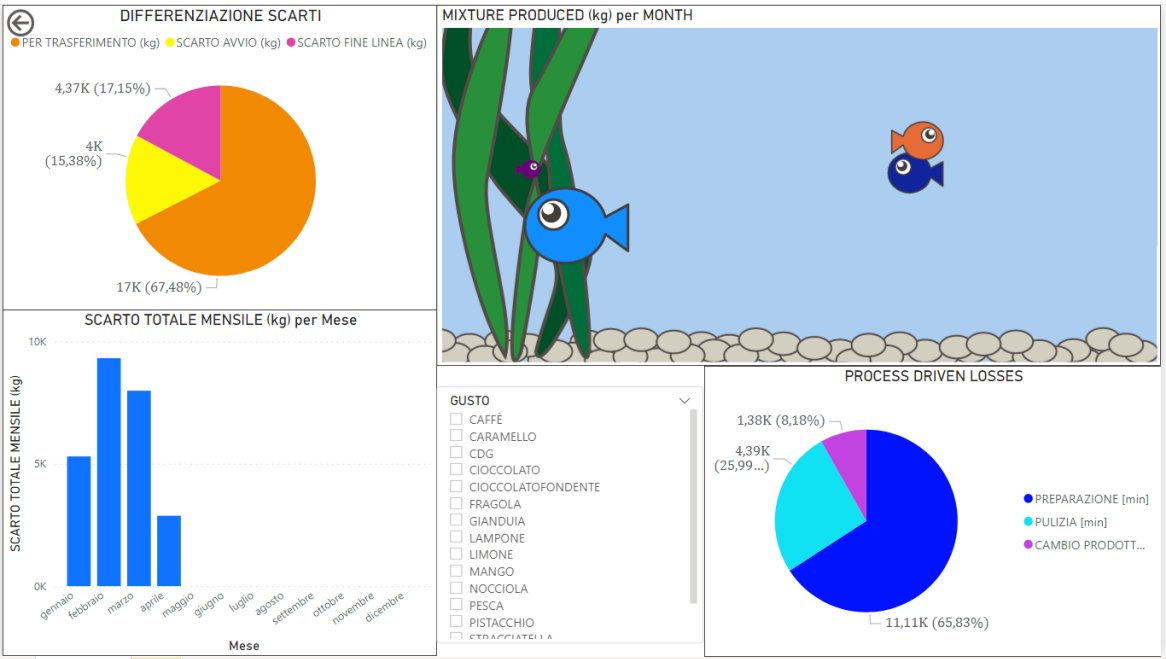 DIFFERENZIAZIONE SCARTI
PER TRASFERIMENTO (kg) SCARTO AVVIO (kg) SCARTO FINE LINEA (kg)
4,37K (17,15%)
4K
(15,38%)
17K (67,48%)
MIXTURE PRODUCED (kg) per MONTH
SCARTO TOTALE MENSILE (kg) per Mese
SCARTO TOTALE MENSILE (kg)
10K
5K
0K
gennaio febbraio marzo aprile maggio giugno luglio agosto settembre ottobre novembre dicembre
Mese
GUSTO
CAFFÈ
CARAMELLO
CDG
CIOCCOLATO
CIOCCOLATOFONDENTE
FRAGOLA
GIANDUIA
LAMPONE
LIMONE
MANGO
NOCCIOLA
PESCA
PISTACCHIO
STRACCIATELLA
PROCESS DRIVEN LOSSES
1,38K (8,18%)
4,39K
(25,99...)
11,11K (65,83%)
PREPARAZIONE [min]
PULIZIA [min]
CAMBIO PRODOTT...